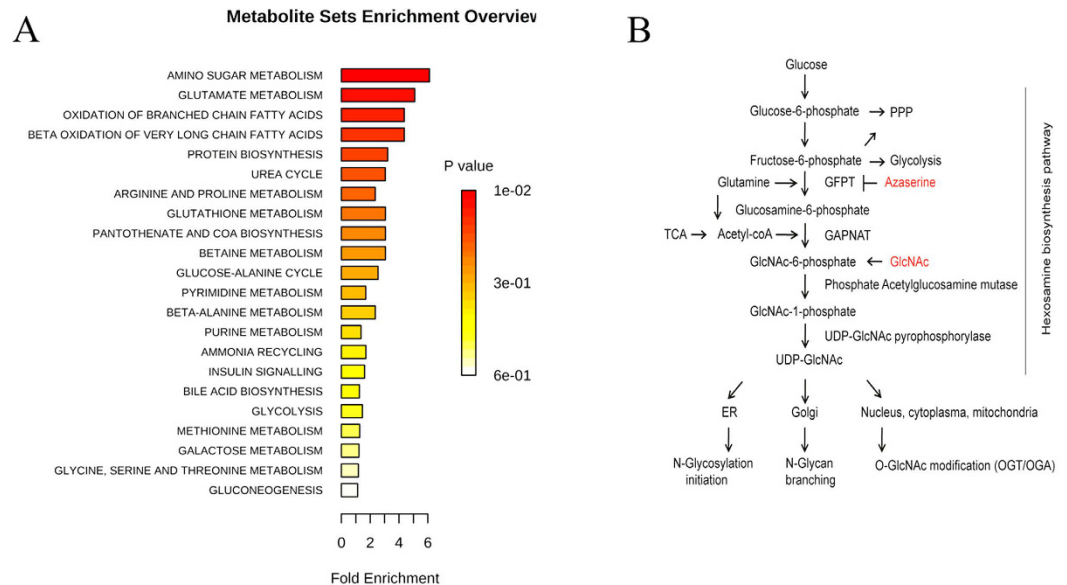 A
Metabolite Sets Enrichment Overview
AMINO SUGAR METABOLISM
GLUTAMATE METABOLISM
OXIDATION OF BRANCHED CHAIN FATTY ACIDS
BETA OXIDATION OF VERY LONG CHAIN FATTY ACIDS
PROTEIN BIOSYNTHESIS
UREA CYCLE
ARGININE AND PROLINE METABOLISM
GLUTATHIONE METABOLISM
PANTOTHENATE AND COA BIOSYNTHESIS
BETAINE METABOLISM
GLUCOSE-ALANINE CYCLE
PYRIMIDINE METABOLISM
BETA-ALANINE METABOLISM
PURINE METABOLISM
AMMONIA RECYCLING
INSULIN SIGNALLING
BILE ACID BIOSYNTHESIS
GLYCOLYSIS
METHIONINE METABOLISM
GALACTOSE METABOLISM
GLYCINE, SERINE AND THREONINE METABOLISM
GLUCONEOGENESIS
0 2 4 6
Fold Enrichment
P value
1e-02
3e-01
6e-01
B
Glucose
Glucose-6-phosphate PPP
Fructose-6-phosphate Glycolysis
Glutamine GFPT Azaserine
Glucosamine-6-phosphate
TCA Acetyl-coA GAPNAT
GlcNAc-6-phosphate GlcNAc
Phosphate Acetylglucosamine mutase
GlcNAc-1-phosphate
UDP-GlcNAc pyrophosphorylase
UDP-GlcNAc
ER Golgi Nucleus, cytoplasma, mitochondria
N-Glycosylation N-Glycan O-GlcNAc modification (OGT/OGA)
initiation branching
Hexosamine biosynthesis pathway